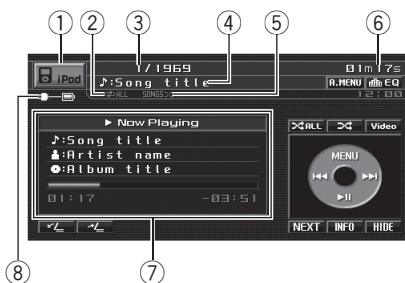 ① ② ③ ④ ⑤ ⑥
iPod
1/1969
01m17s
♪:Song title
A.MENU EQ
ALL SONGS
12:00
► Now Playing
♪:Song title
:Artist name
:Album title
01:17 -03:51
ALL Video
MENU
NEXT INFO HIDE
⑧ ⑦